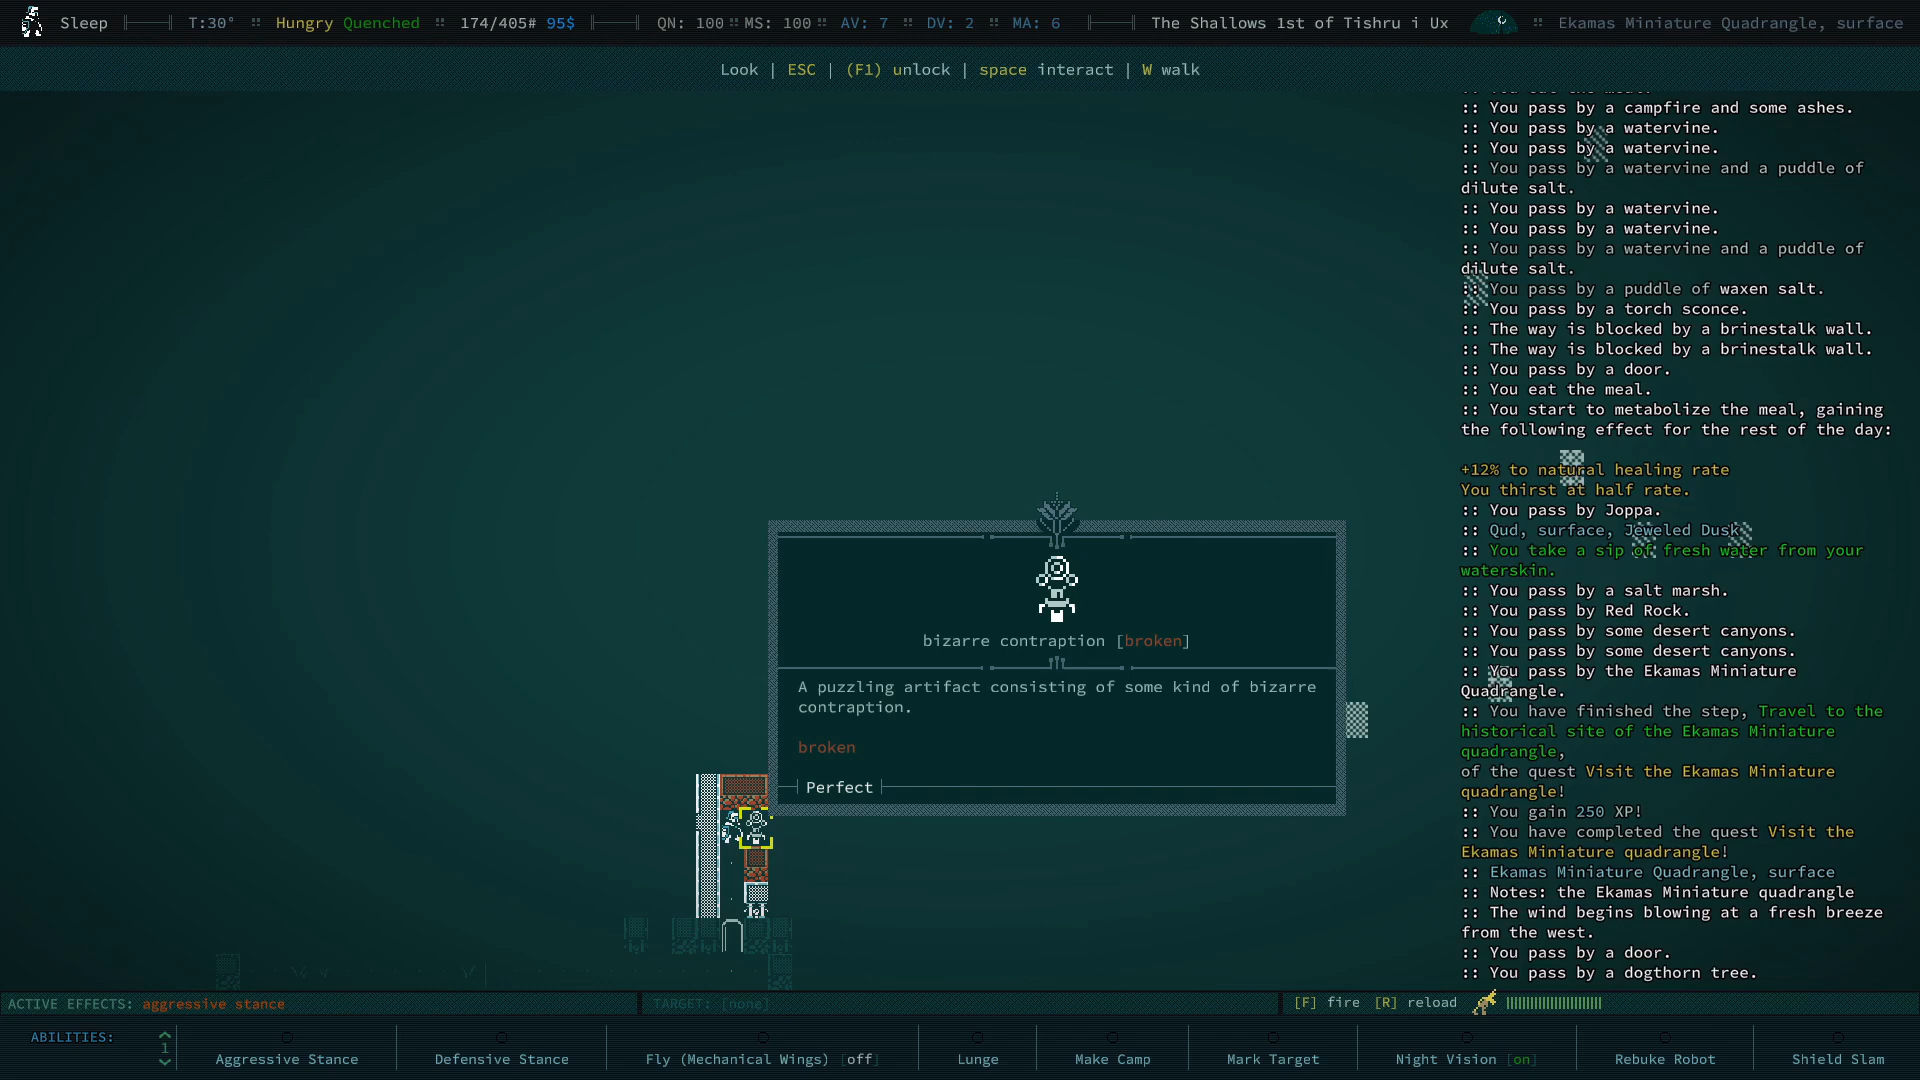 Sleep T:30° :: Hungry Quenched :: 174/405# 95$ QN: 100 :: MS: 100 :: AV: 7 :: DV: 2 :: MA: 6 The Shallows 1st of Tishru i Ux :: Ekamas Miniature Quadrangle, surface
Look | ESC | (F1) unlock | space interact | W walk
:: You pass by a campfire and some ashes.
:: You pass by a watervine.
:: You pass by a watervine.
:: You pass by a watervine and a puddle of
dilute salt.
:: You pass by a watervine.
:: You pass by a watervine.
:: You pass by a watervine and a puddle of
dilute salt.
:: You pass by a puddle of waxen salt.
:: You pass by a torch sconce.
:: The way is blocked by a brinestalk wall.
:: The way is blocked by a brinestalk wall.
:: You pass by a door.
:: You eat the meal.
:: You start to metabolize the meal, gaining
the following effect for the rest of the day:
+12% to natural healing rate
You thirst at half rate.
:: You pass by Joppa.
:: Qud, surface, Jeweled Dusk
:: You take a sip of fresh water from your
waterskin.
:: You pass by a salt marsh.
:: You pass by Red Rock.
:: You pass by some desert canyons.
:: You pass by some desert canyons.
:: You pass by the Ekamas Miniature
Quadrangle.
:: You have finished the step, Travel to the
historical site of the Ekamas Miniature
quadrangle,
of the quest Visit the Ekamas Miniature
quadrangle!
:: You gain 250 XP!
:: You have completed the quest Visit the
Ekamas Miniature quadrangle!
:: Ekamas Miniature Quadrangle, surface
:: Notes: the Ekamas Miniature quadrangle
:: The wind begins blowing at a fresh breeze
from the west.
:: You pass by a door.
:: You pass by a dogthorn tree.
bizarre contraption [broken]
A puzzling artifact consisting of some kind of bizarre
contraption.
broken
Perfect
ACTIVE EFFECTS: aggressive stance TARGET: [none] [F] fire [R] reload
ABILITIES: 1 Aggressive Stance Defensive Stance Fly (Mechanical Wings) [off] Lunge Make Camp Mark Target Night Vision [on] Rebuke Robot Shield Slam